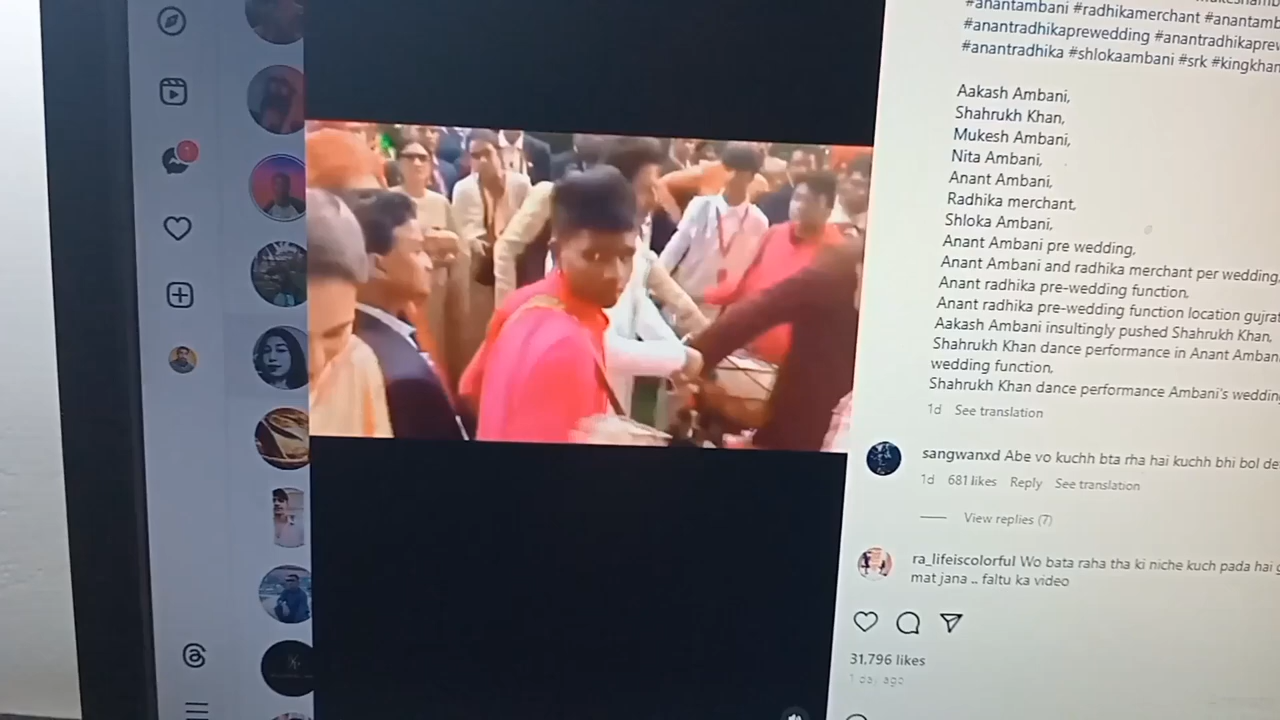 #anantambani #radhikamerchant
#anantradhikaprewedding
#anantradhika #shlokaambani #srk #kingkhan
Aakash Ambani,
Shahrukh Khan,
Mukesh Ambani,
Nita Ambani,
Anant Ambani,
Radhika merchant,
Shloka Ambani,
Anant Ambani pre wedding,
Anant Ambani and radhika merchant per wedding,
Anant radhika pre-wedding function,
Anant radhika pre-wedding function location
Aakash Ambani insultingly pushed Shahrukh Khan,
Shahrukh Khan dance performance in Anant
wedding function,
Shahrukh Khan dance performance Ambani's
1d See translation
sangwanxd Abe vo kuchh bta rha hai kuchh bhi bol
1d 681 likes Reply See translation
View replies (7)
ra_lifeiscolorful Wo bata raha tha ki niche kuch pada hai
mat jana .. faltu ka video
31,796 likes
1 day ago